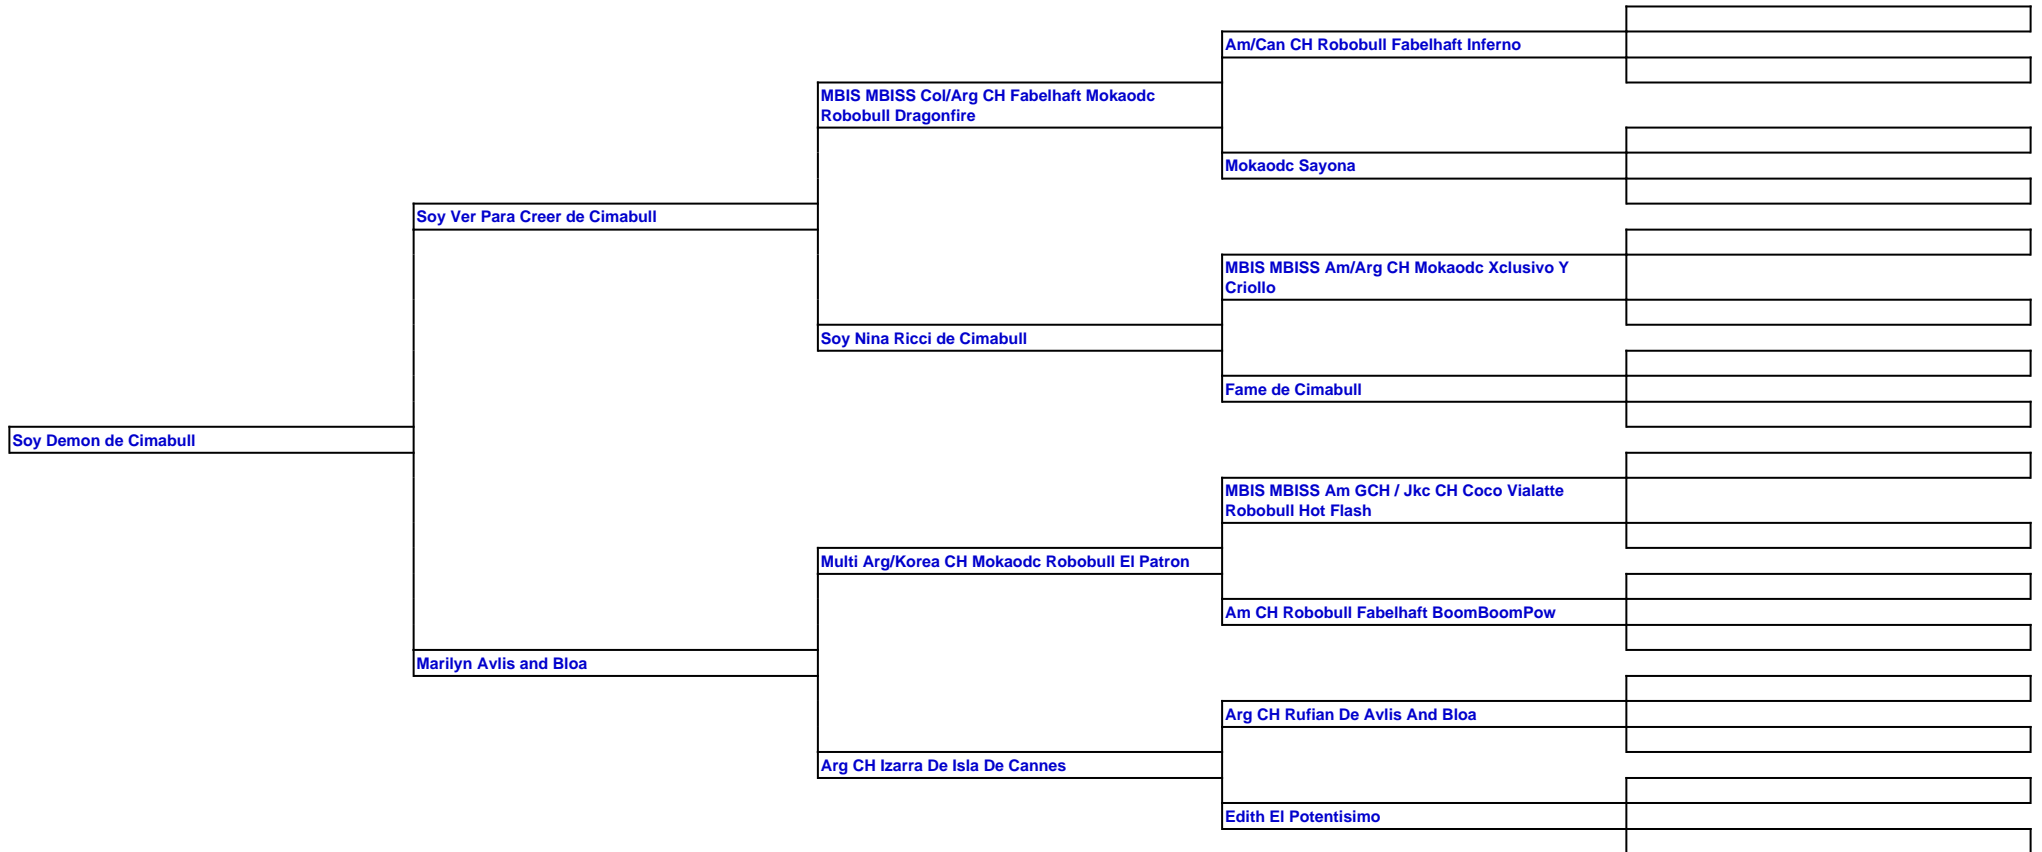 Am/Can CH Robobull Fabelhaft Inferno
MBIS MBISS Col/Arg CH Fabelhaft Mokaodc
Robobull Dragonfire
Mokaodc Sayona
Soy Ver Para Creer de Cimabull
MBIS MBISS Am/Arg CH Mokaodc Xclusivo Y
Criollo
Soy Nina Ricci de Cimabull
Fame de Cimabull
Soy Demon de Cimabull
MBIS MBISS Am GCH / Jkc CH Coco Vialatte
Robobull Hot Flash
Multi Arg/Korea CH Mokaodc Robobull El Patron
Am CH Robobull Fabelhaft BoomBoomPow
Marilyn Avlis and Bloa
Arg CH Rufian De Avlis And Bloa
Arg CH Izarra De Isla De Cannes
Edith El Potentisimo